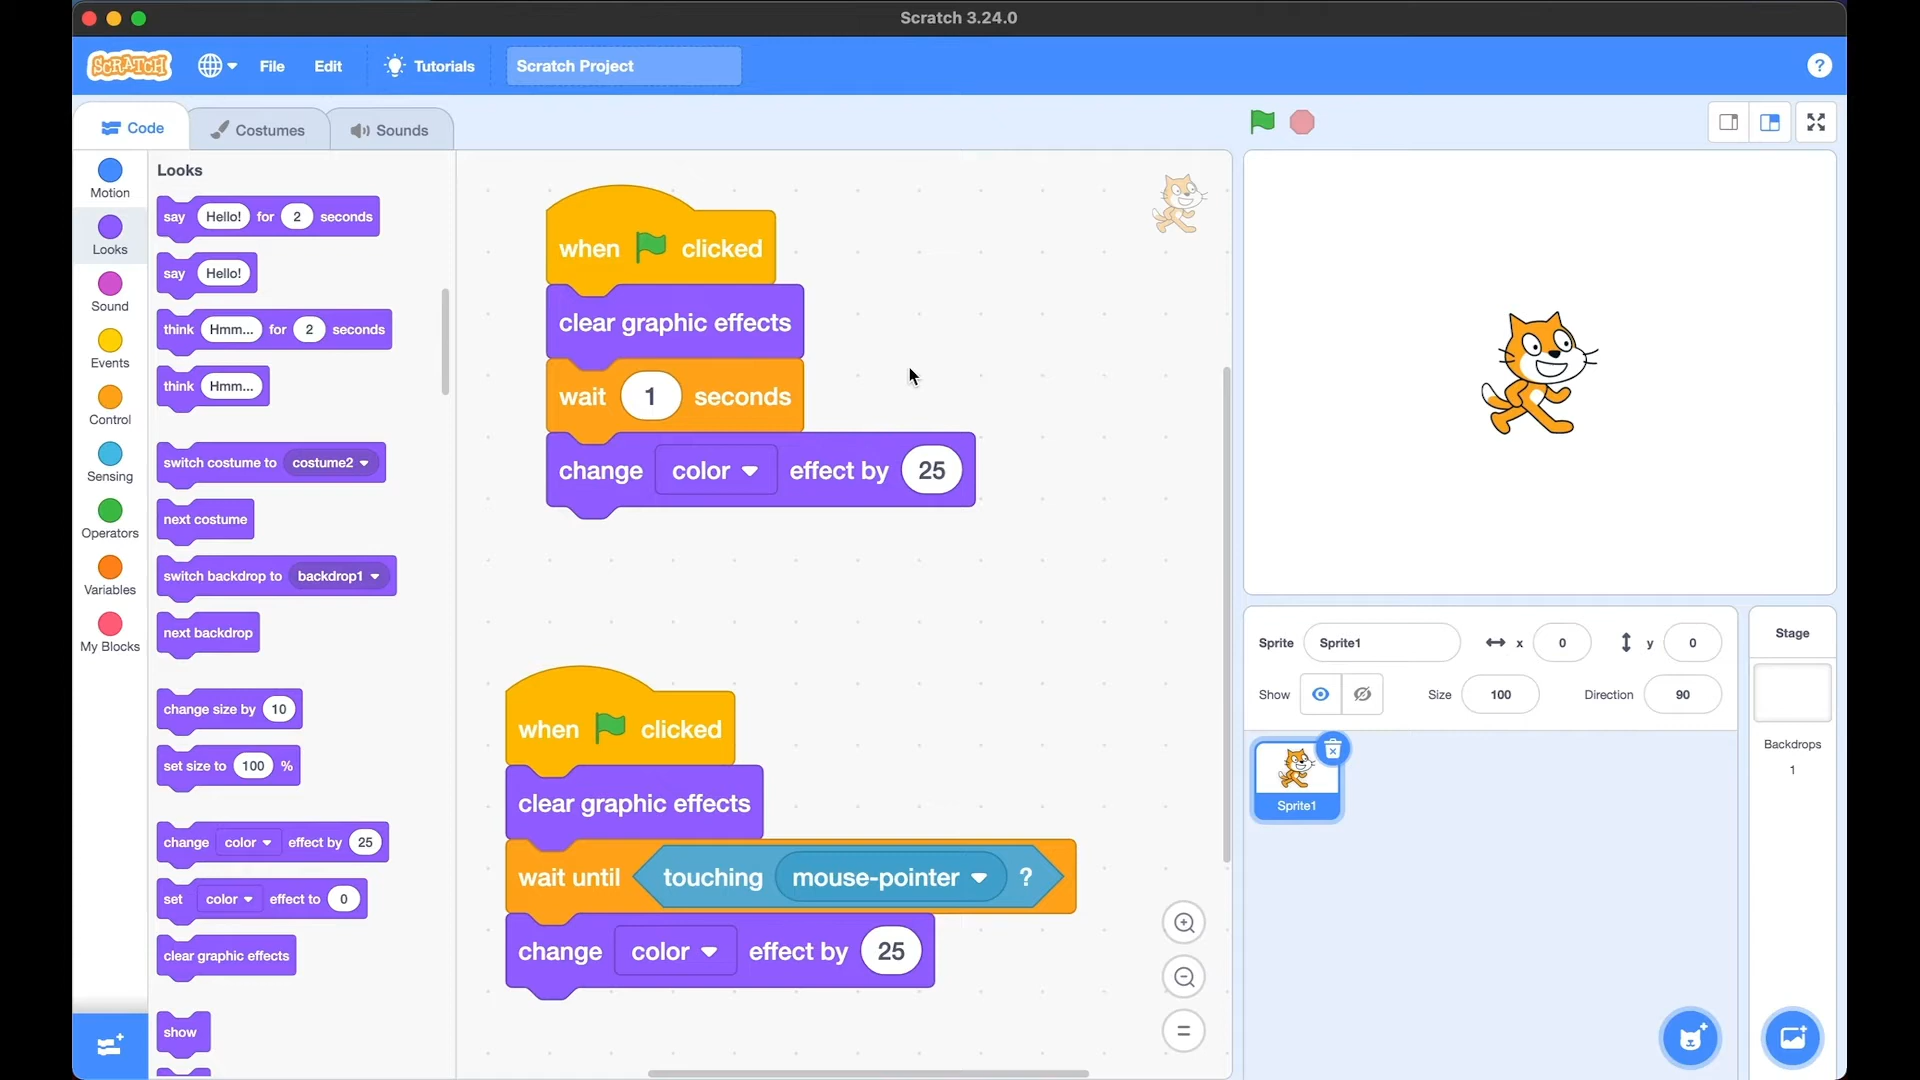 Scratch 3.24.0
SCRATCH
File
Edit
Tutorials
Scratch Project
?
Code
Costumes
Sounds
Motion
Looks
Sound
Events
Control
Sensing
Operators
Variables
My Blocks
Looks
say Hello! for 2 seconds
say Hello!
think Hmm... for 2 seconds
think Hmm...
switch costume to costume2
next costume
switch backdrop to backdrop1
next backdrop
change size by 10
set size to 100 %
change color effect by 25
set color effect to 0
clear graphic effects
show
when clicked
clear graphic effects
wait 1 seconds
change color effect by 25
when clicked
clear graphic effects
wait until touching mouse-pointer ?
change color effect by 25
Sprite Sprite1 x 0 y 0
Show Size 100 Direction 90
Sprite1
Stage
Backdrops
1